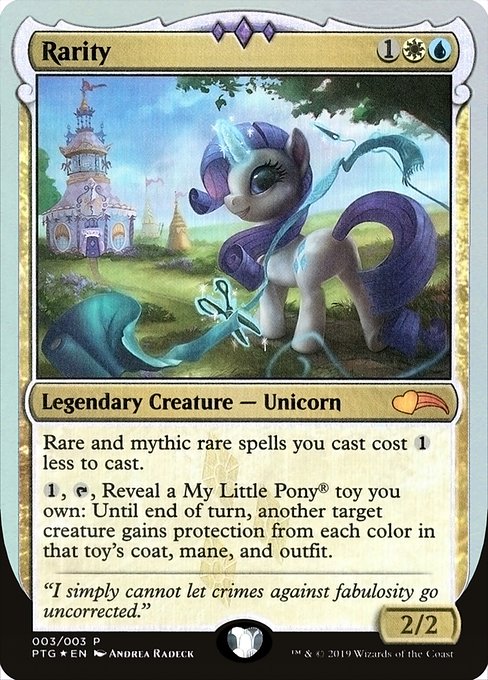 Rarity 1
Legendary Creature — Unicorn
Rare and mythic rare spells you cast cost 1
less to cast.
1, , Reveal a My Little Pony® toy you
own: Until end of turn, another target
creature gains protection from each color in
that toy's coat, mane, and outfit.
“I simply cannot let crimes against fabulosity go
uncorrected.”
2/2
003/003 P
PTG ★ EN Andrea Radeck
™ & © 2019 Wizards of the Coast